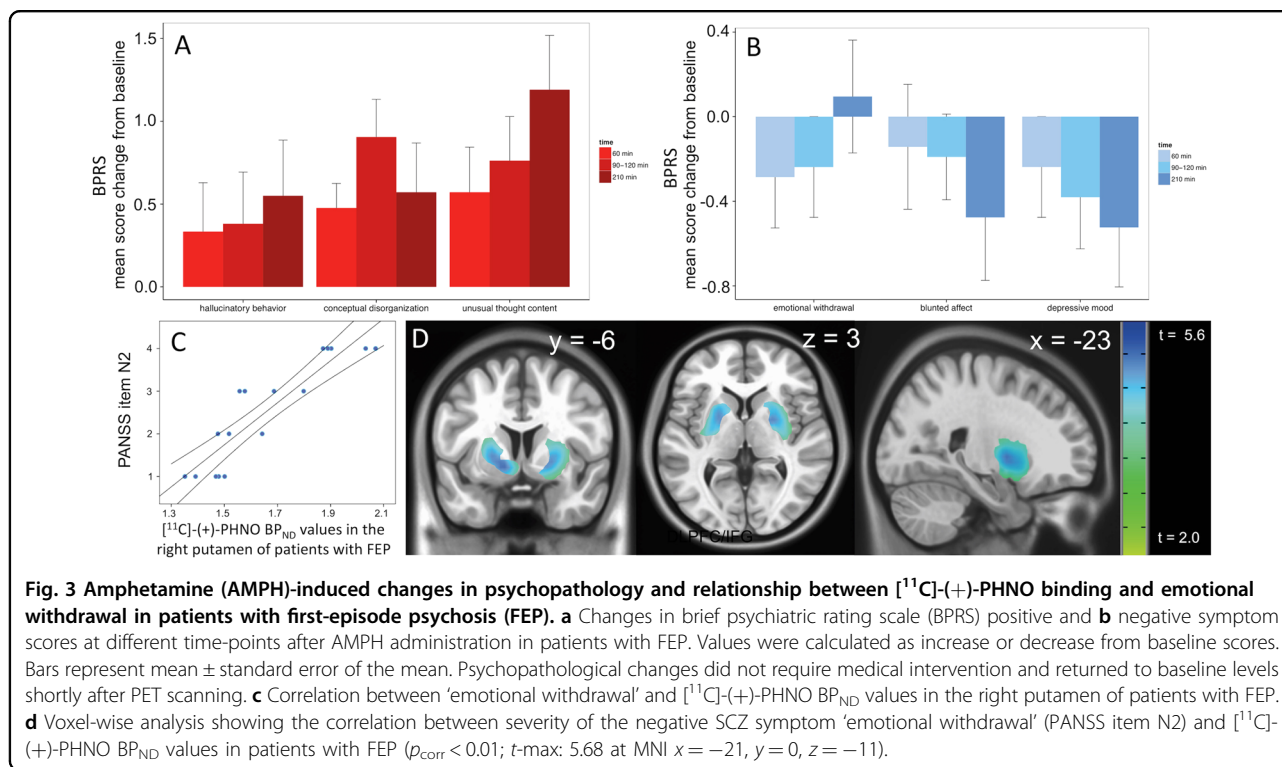 A
1.5
1.0
0.5
0.0
BPRS
mean score change from baseline
hallucinatory behavior
conceptual disorganization
unusual thought content
time
60 min
90−120 min
210 min
B
0.4
0.0
-0.4
-0.8
BPRS
mean score change from baseline
emotional withdrawal
blunted affect
depressive mood
time
60 min
90−120 min
210 min
C
4
3
2
1
PANSS item N2
1.3
1.5
1.7
1.9
2.1
[¹¹C]-(+)-PHNO BP_ND values in the
right putamen of patients with FEP
D
y = -6
z = 3
x = -23
DLPFC/IFG
t = 5.6
t = 2.0
Fig. 3 Amphetamine (AMPH)-induced changes in psychopathology and relationship between [¹¹C]-(+)-PHNO binding and emotional
withdrawal in patients with first-episode psychosis (FEP). a Changes in brief psychiatric rating scale (BPRS) positive and b negative symptom
scores at different time-points after AMPH administration in patients with FEP. Values were calculated as increase or decrease from baseline scores.
Bars represent mean ± standard error of the mean. Psychopathological changes did not require medical intervention and returned to baseline levels
shortly after PET scanning. c Correlation between 'emotional withdrawal' and [¹¹C]-(+)-PHNO BP_ND values in the right putamen of patients with FEP.
d Voxel-wise analysis showing the correlation between severity of the negative SCZ symptom 'emotional withdrawal' (PANSS item N2) and [¹¹C]-
(+)-PHNO BP_ND values in patients with FEP (p_corr < 0.01; t-max: 5.68 at MNI x = −21, y = 0, z = −11).